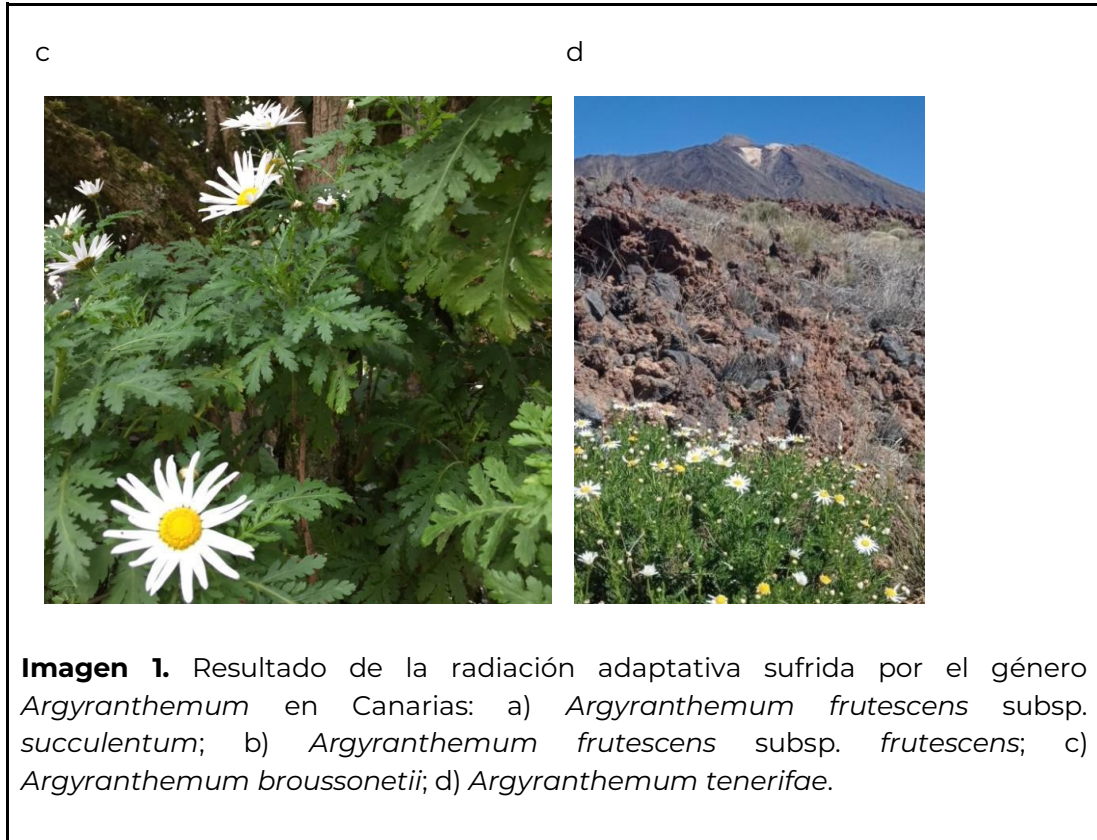 c d
Imagen 1. Resultado de la radiación adaptativa sufrida por el género
Argyranthemum en Canarias: a) Argyranthemum frutescens subsp.
succulentum; b) Argyranthemum frutescens subsp. frutescens; c)
Argyranthemum broussonetii; d) Argyranthemum tenerifae.